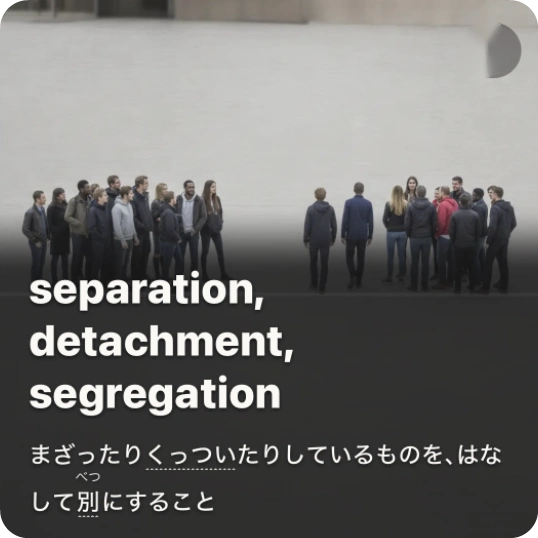 separation,
detachment,
segregation
まざったりくっついたりしているものを、はな
べつ
して別にすること